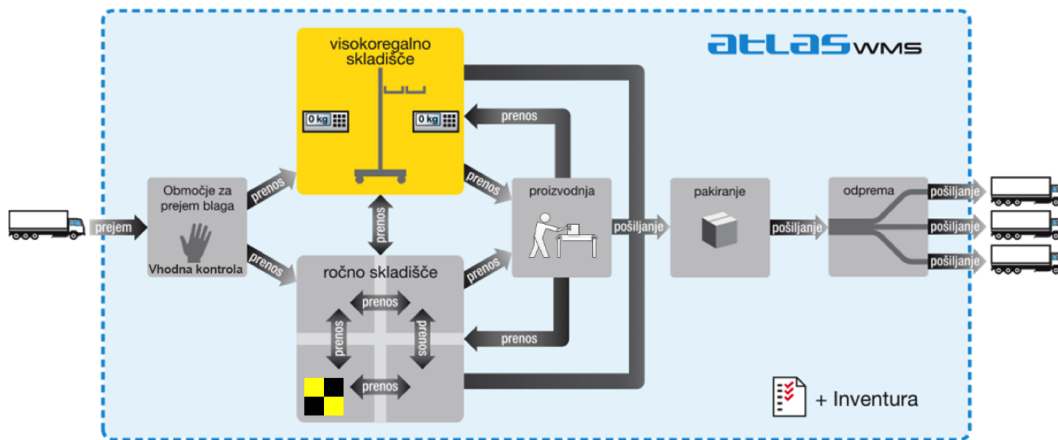 atlas WMS
visokoregalno
skladišče
0 kg
0 kg
prenos
prenos
prenos
Območje za
prejem blaga
Vhodna kontrola
prejem
prenos
prenos
proizvodnja
pošiljanje
pakiranje
pošiljanje
odprema
pošiljanje
pošiljanje
pošiljanje
ročno skladišče
prenos
prenos
prenos
prenos
prenos
prenos
prenos
+ Inventura